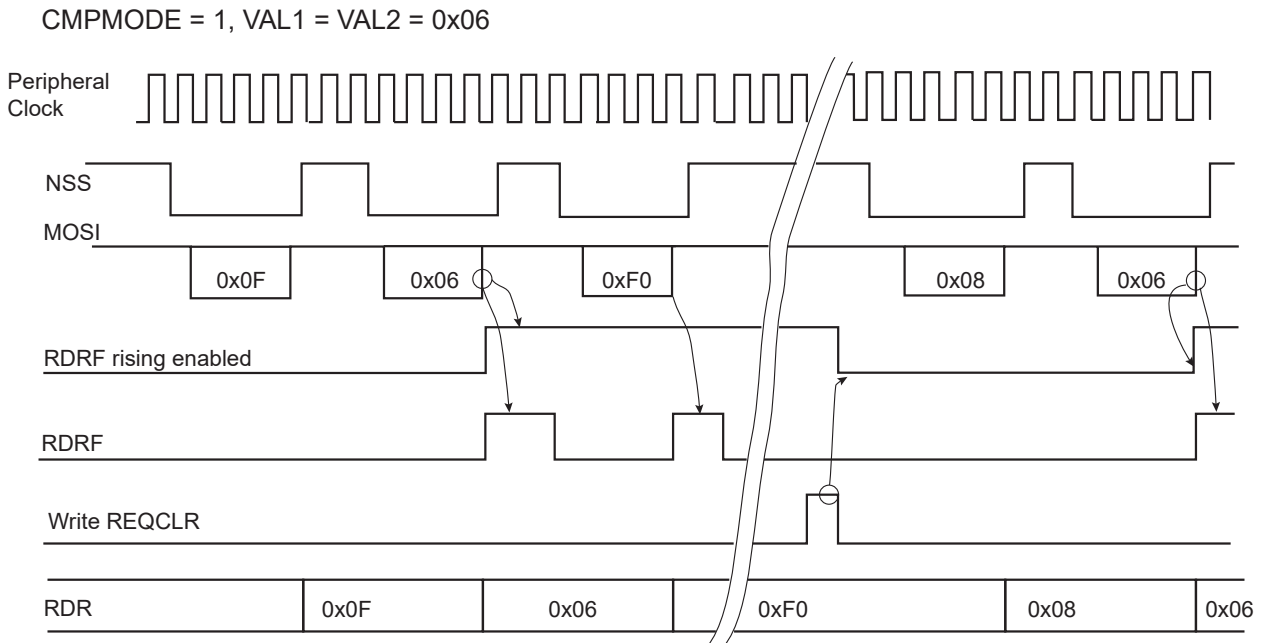 CMPMODE = 1, VAL1 = VAL2 = 0x06
Peripheral
Clock
NSS
MOSI
0x0F
0x06
0xF0
0x08
0x06
RDRF rising enabled
RDRF
Write REQCLR
RDR
0x0F
0x06
0xF0
0x08
0x06